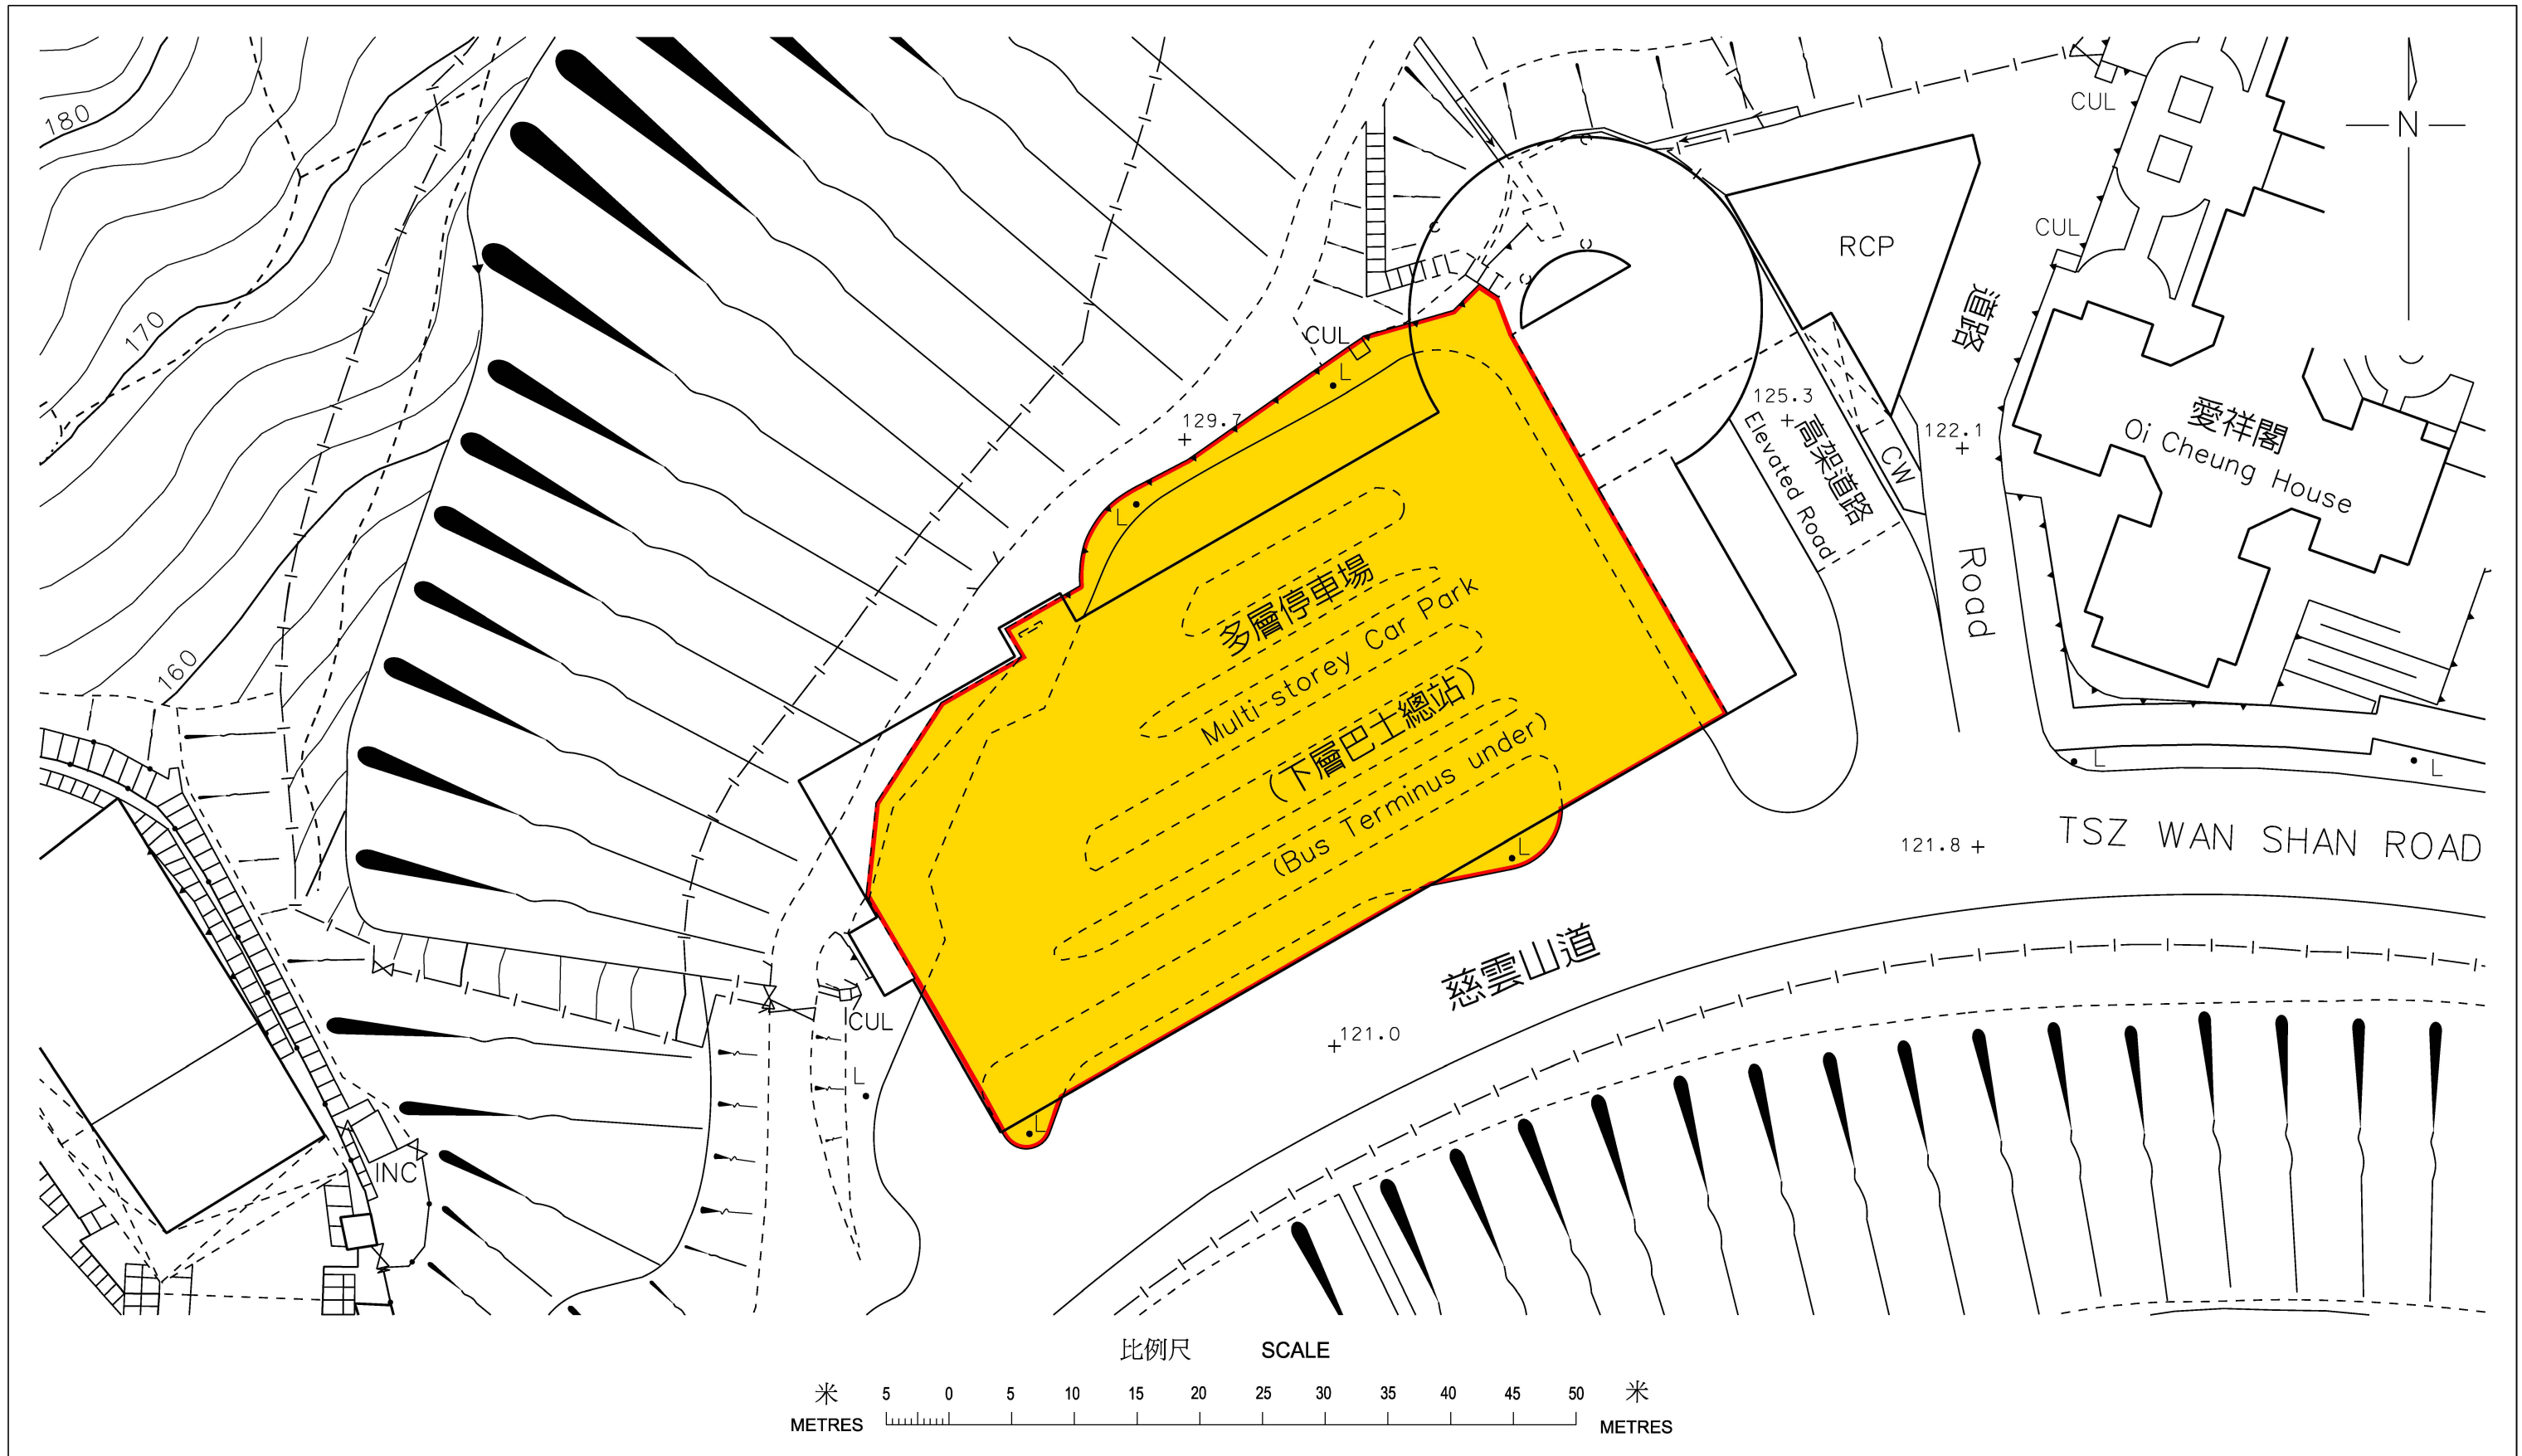 180
CUL
N
CUL
RCP
170
道路
CUL
L
125.3
129.7
高架道路
Elevated Road
122.1
愛祥閣
Oi Cheung House
CW
L
多層停車場
Multi-storey Car Park
Road
(下層巴士總站)
(Bus Terminus under)
160
L
L
121.8
TSZ WAN SHAN ROAD
L
慈雲山道
CUL
121.0
L
L
INC
比例尺 SCALE
米 5 0 5 10 15 20 25 30 35 40 45 50 米
METRES METRES